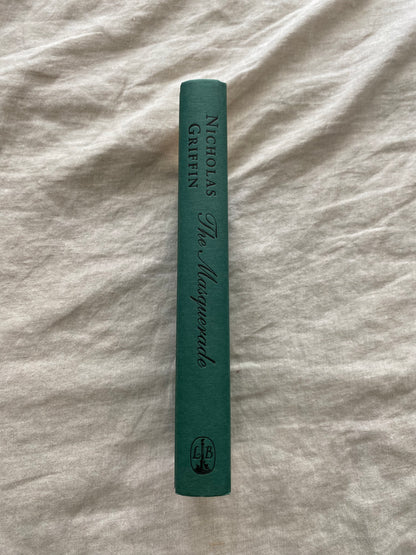 NICHOLAS
GRIFFIN
The Masquerade
LB